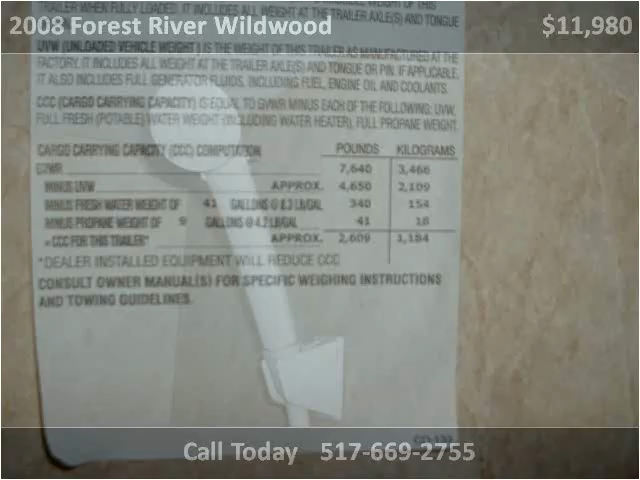 TRAILER WHEN FULLY LOADED. IT INCLUDES ALL WEIGHT AT THE TRAILER AXLE(S) AND TONGUE
2008 Forest River Wildwood $11,980
UVW (UNLOADED VEHICLE WEIGHT) IS THE WEIGHT OF THIS TRAILER AS MANUFACTURED AT THE
FACTORY. IT INCLUDES ALL WEIGHT AT THE TRAILER AXLE(S) AND TONGUE OR PIN. IF APPLICABLE,
IT ALSO INCLUDES FULL GENERATOR FLUIDS, INCLUDING FUEL, ENGINE OIL AND COOLANTS.
CCC (CARGO CARRYING CAPACITY) IS EQUAL TO GVWR MINUS EACH OF THE FOLLOWING: UVW,
FULL FRESH (POTABLE) WATER WEIGHT (INCLUDING WATER HEATER), FULL PROPANE WEIGHT.
CARGO CARRYING CAPACITY (CCC) COMPUTATION POUNDS KILOGRAMS
GVWR 7,640 3,466
MINUS UVW APPROX. 4,650 2,109
MINUS FRESH WATER WEIGHT OF 41 GALLONS @ 8.3 LB/GAL 340 154
MINUS PROPANE WEIGHT OF 9 GALLONS @ 4.2 LB/GAL 41 18
=CCC FOR THIS TRAILER* APPROX. 2,609 1,184
*DEALER INSTALLED EQUIPMENT WILL REDUCE CCC
CONSULT OWNER MANUAL(S) FOR SPECIFIC WEIGHING INSTRUCTIONS
AND TOWING GUIDELINES.
Call Today 517-669-2755